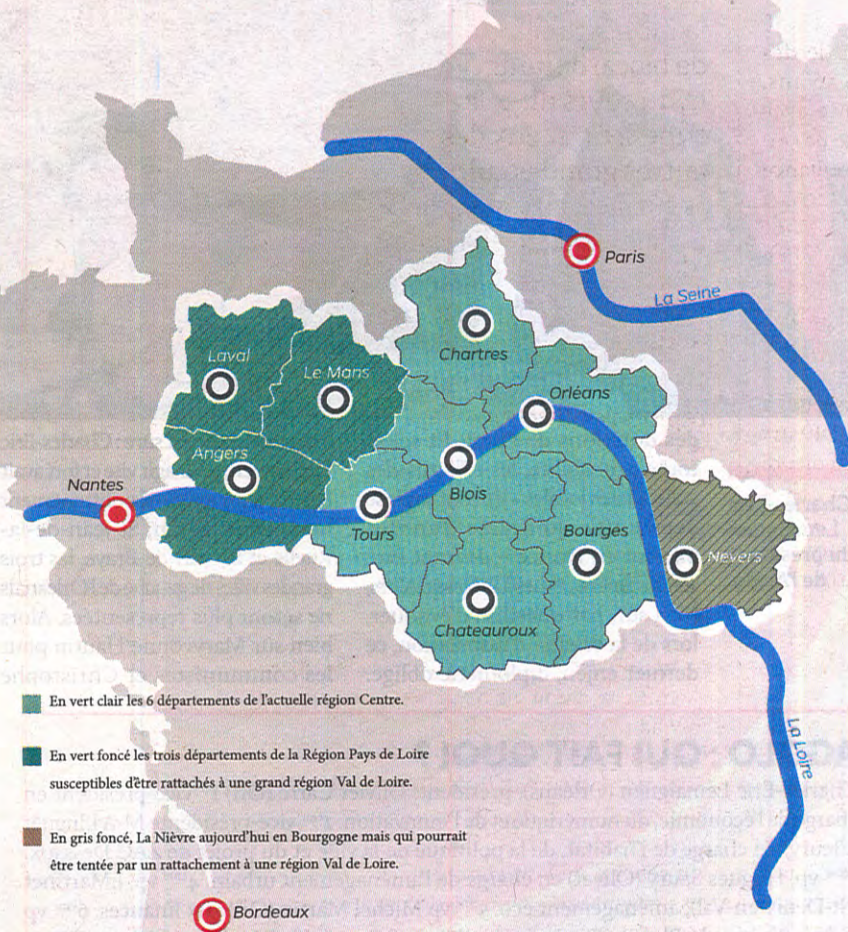 Paris
La Seine
Chartres
Laval
Le Mans
Orléans
Angers
Nantes
Blois
Tours
Bourges
Nevers
Chateauroux
En vert clair les 6 départements de l'actuelle région Centre.
En vert foncé les trois départements de la Région Pays de Loire
susceptibles d'être rattachés à une grand région Val de Loire.
La Loire
En gris foncé, La Nièvre aujourd'hui en Bourgogne mais qui pourrait
être tentée par un rattachement à une région Val de Loire.
Bordeaux